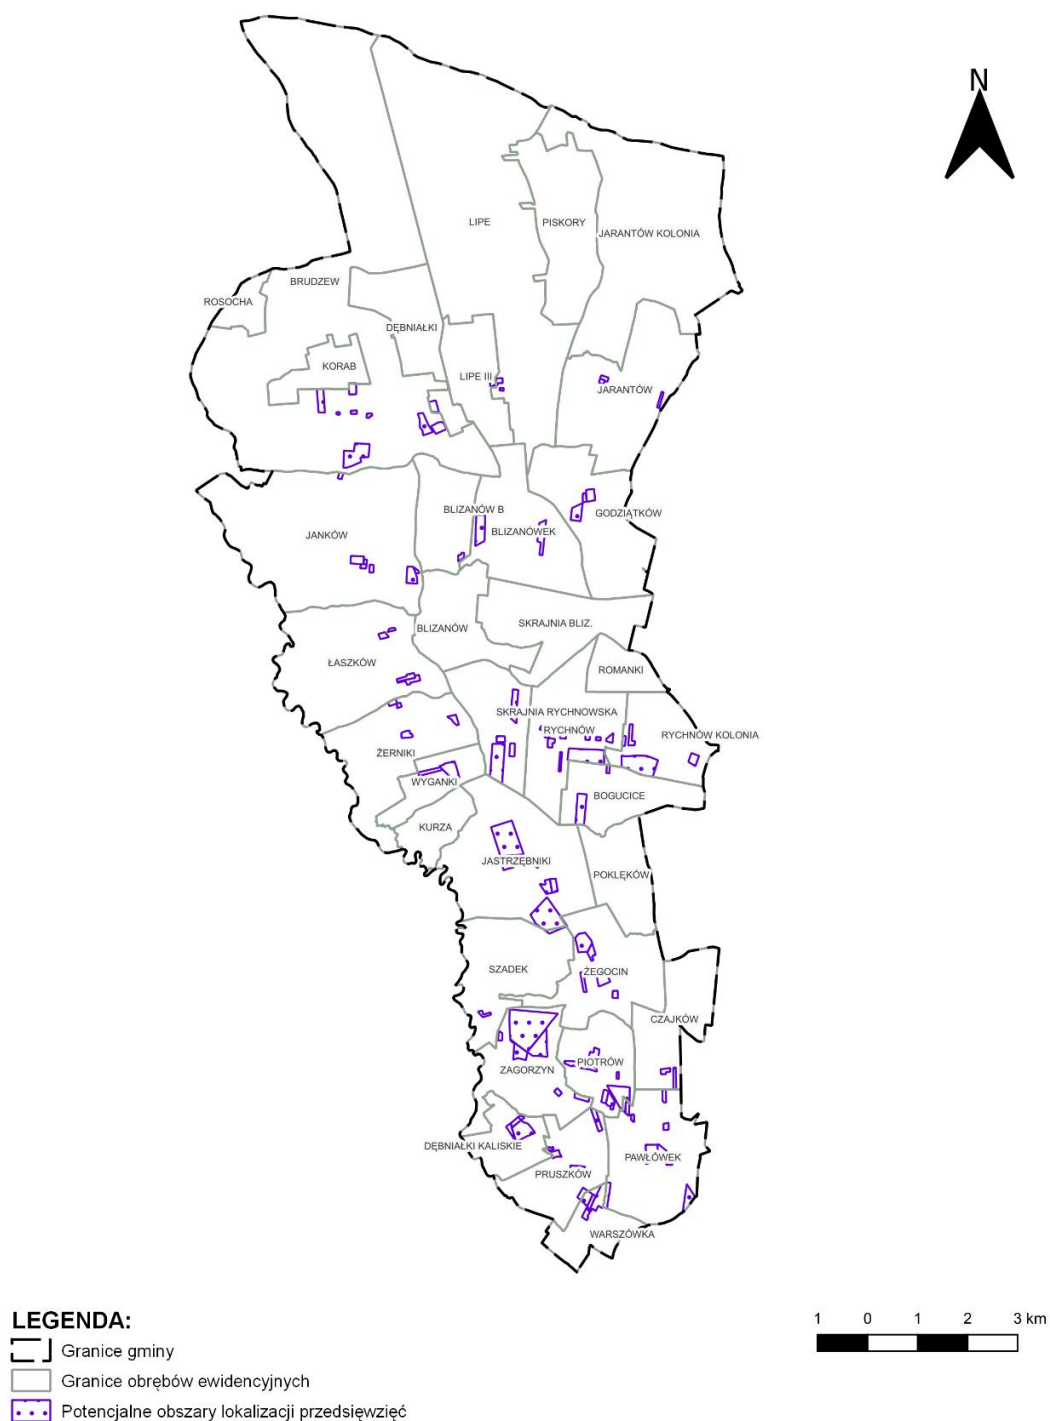 N
LIPE
PISKORY
JARANTÓW KOLONIA
BRUDZEW
ROSOCHA
DĘBNIAŁKI
KORAB
LIPE III
JARANTÓW
BLIZANÓW B
GODZIĄTKÓW
BLIZANÓWEK
JANKÓW
SKRAJNIA BLIZ.
BLIZANÓW
ŁASZKÓW
ROMANKI
SKRAJNIA RYCHNOWSKA
RYCHNÓW
RYCHNÓW KOLONIA
ŻERNIKI
WYGANKI
BOGUCICE
KURZA
JASTRZĘBNIKI
POKLĘKÓW
SZADEK
ŻEGOCIN
CZAJKÓW
ZAGORZYN
PIOTRÓW
DĘBNIAŁKI KALISKIE
PAWŁÓWEK
PRUSZKÓW
WARSZÓWKA
LEGENDA:
Granice gminy
Granice obrębów ewidencyjnych
Potencjalne obszary lokalizacji przedsięwzięć
1 0 1 2 3 km